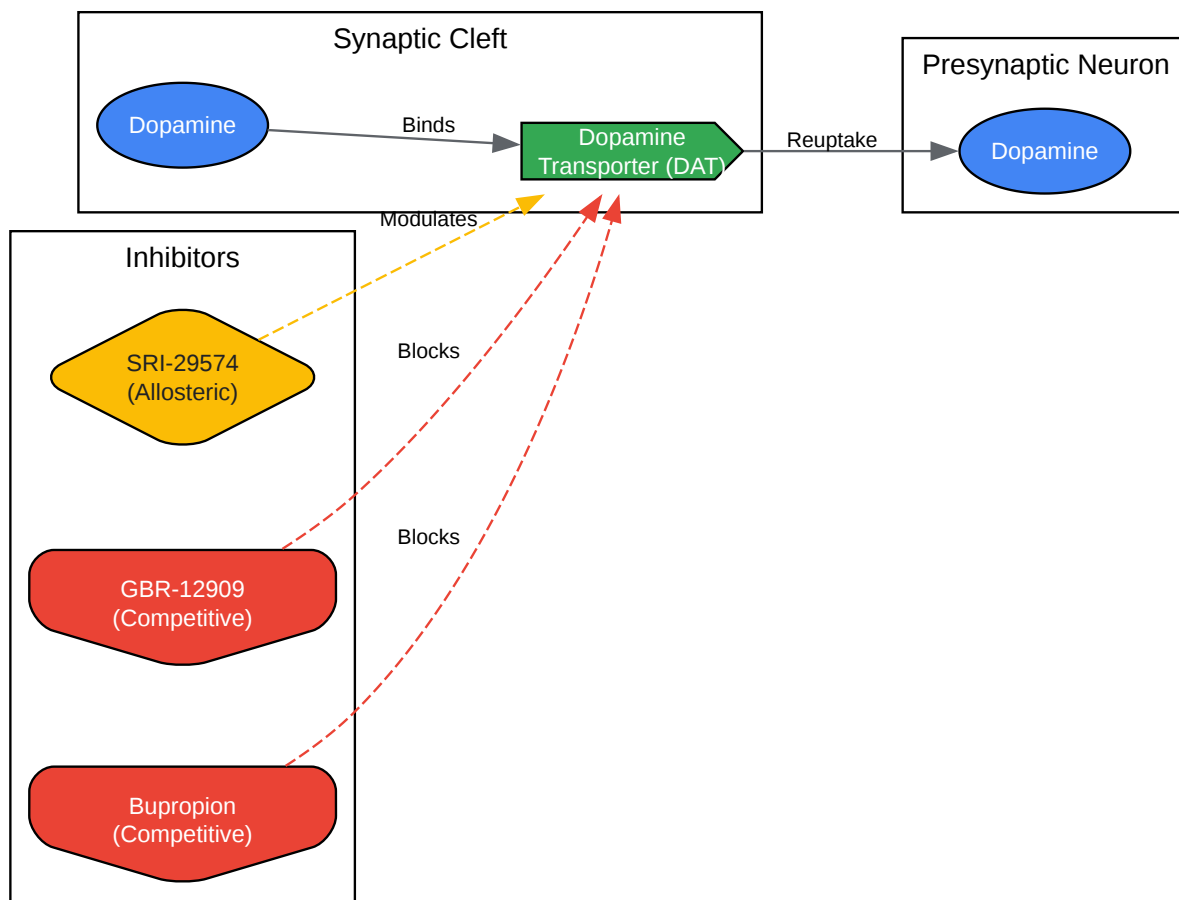 Synaptic Cleft
Presynaptic Neuron
Dopamine
Binds
Dopamine
Transporter (DAT)
Reuptake
Dopamine
Modulates
Inhibitors
SRI-29574
(Allosteric)
Blocks
GBR-12909
(Competitive)
Blocks
Bupropion
(Competitive)